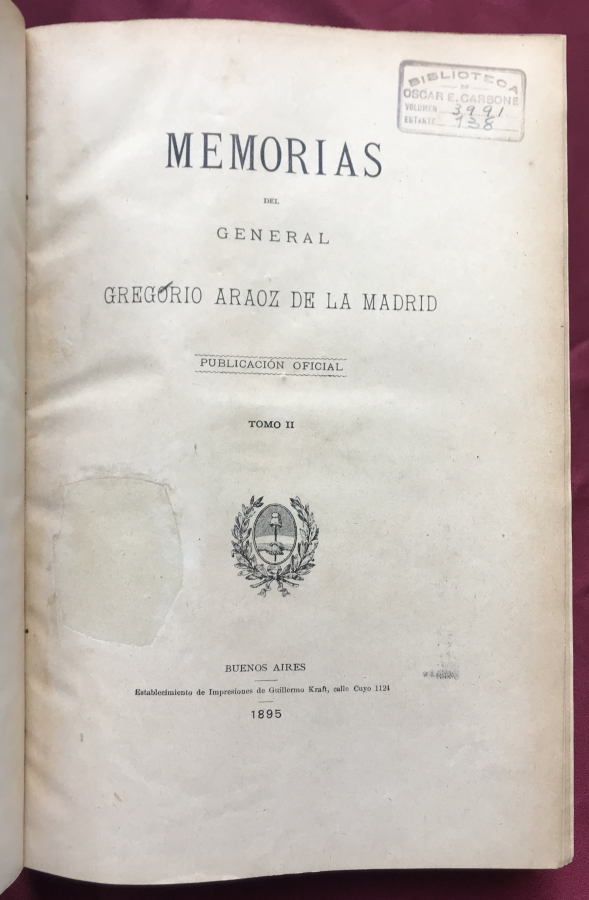 BIBLIOTECA
DE
OSCAR E. CARBONE
VOLUMEN 3991
ESTANTE 138
MEMORIAS
DEL
GENERAL
GREGORIO ARAOZ DE LA MADRID
PUBLICACIÓN OFICIAL
TOMO II
BUENOS AIRES
Establecimiento de Impresiones de Guillermo Kraft, calle Cuyo 1124
1895